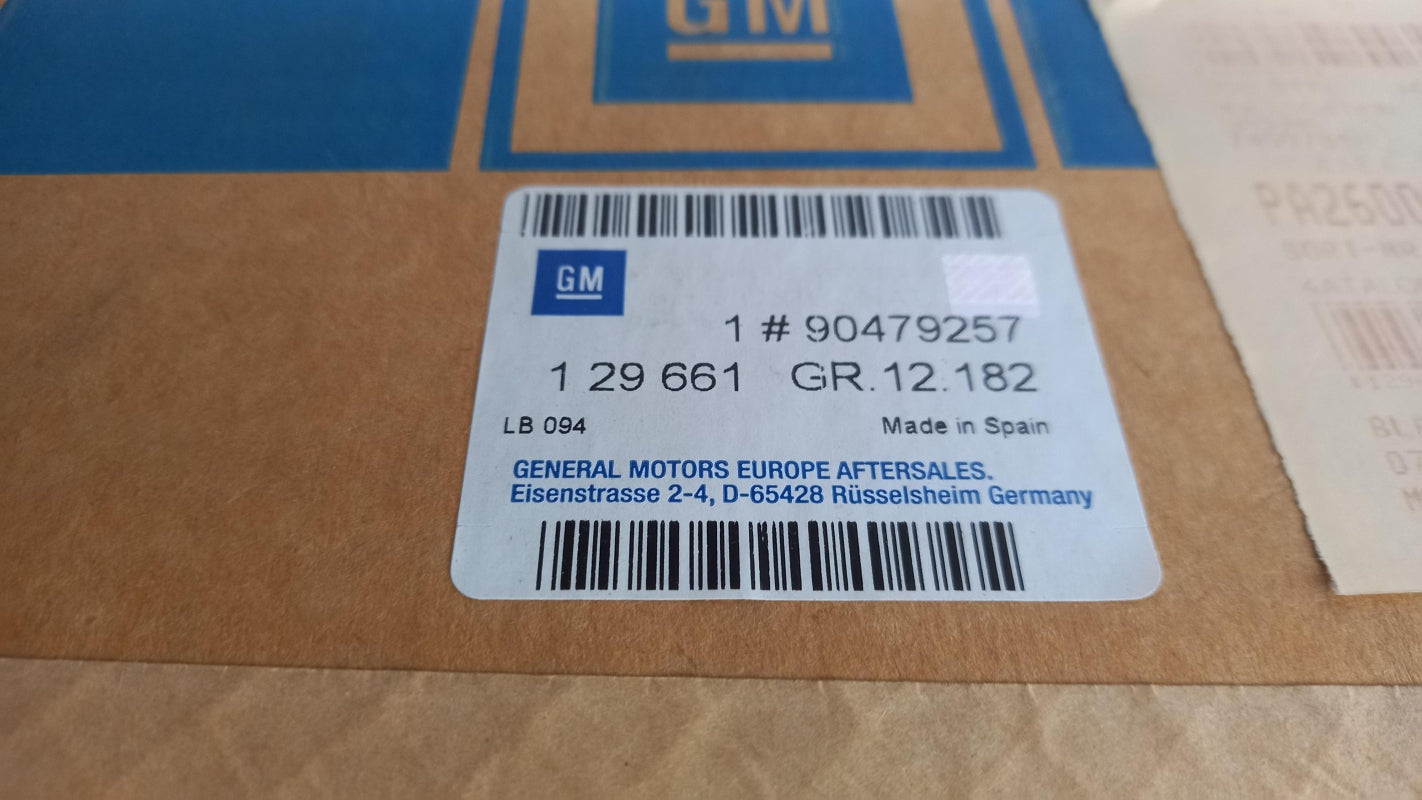 GM
GM
1 # 90479257
1 29 661 GR.12.182
LB 094
Made in Spain
GENERAL MOTORS EUROPE AFTERSALES.
Eisenstrasse 2-4, D-65428 Rüsselsheim Germany